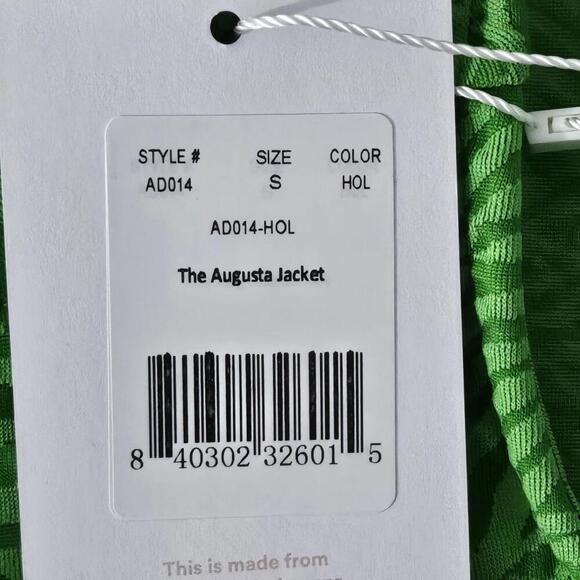 STYLE # SIZE COLOR
AD014 S HOL
AD014-HOL
The Augusta Jacket
8 40302 32601 5
This is made from